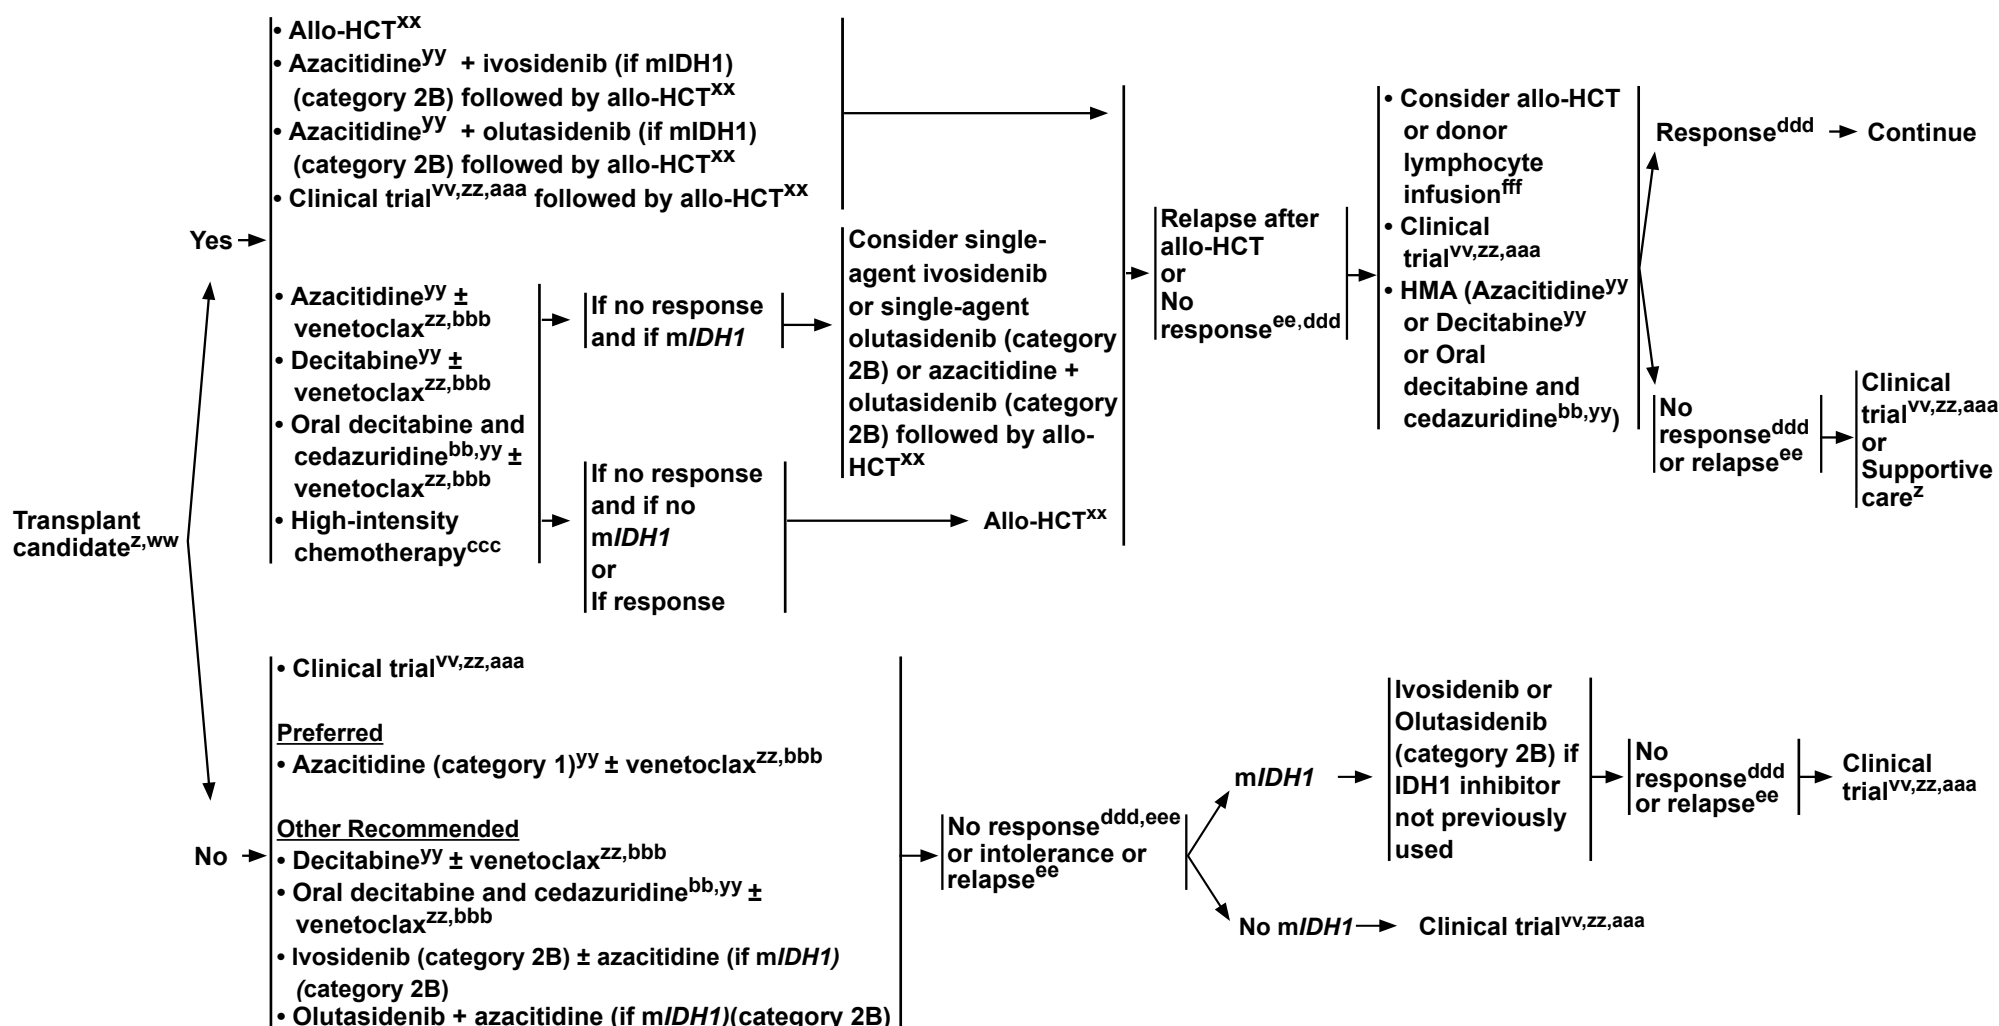 Transplant
candidatez,ww
Yes
• Allo-HCTxx
• Azacitidineyy + ivosidenib (if mIDH1)
(category 2B) followed by allo-HCTxx
• Azacitidineyy + olutasidenib (if mIDH1)
(category 2B) followed by allo-HCTxx
• Clinical trialvv,zz,aaa followed by allo-HCTxx
• Azacitidineyy ±
venetoclaxzz,bbb
• Decitabineyy ±
venetoclaxzz,bbb
• Oral decitabine and
cedazuridinebb,yy ±
venetoclaxzz,bbb
• High-intensity
chemotherapyccc
If no response
and if mIDH1
Consider single-
agent ivosidenib
or single-agent
olutasidenib (category
2B) or azacitidine +
olutasidenib (category
2B) followed by allo-
HCTxx
If no response
and if no
mIDH1
or
If response
Allo-HCTxx
Relapse after
allo-HCT
or
No
responseee,ddd
• Consider allo-HCT
or donor
lymphocyte
infusionfff
• Clinical
trialvv,zz,aaa
• HMA (Azacitidineyy
or Decitabineyy
or Oral
decitabine and
cedazuridinebb,yy)
Responseddd
Continue
No
responseddd
or relapseee
Clinical
trialvv,zz,aaa
or
Supportive
carez
No
• Clinical trialvv,zz,aaa
Preferred
• Azacitidine (category 1)yy ± venetoclaxzz,bbb
Other Recommended
• Decitabineyy ± venetoclaxzz,bbb
• Oral decitabine and cedazuridinebb,yy ±
venetoclaxzz,bbb
• Ivosidenib (category 2B) ± azacitidine (if mIDH1)
(category 2B)
• Olutasidenib + azacitidine (if mIDH1)(category 2B)
No responseddd,eee
or intolerance or
relapseee
mIDH1
Ivosidenib or
Olutasidenib
(category 2B) if
IDH1 inhibitor
not previously
used
No
responseddd
or relapseee
Clinical
trialvv,zz,aaa
No mIDH1
Clinical trialvv,zz,aaa